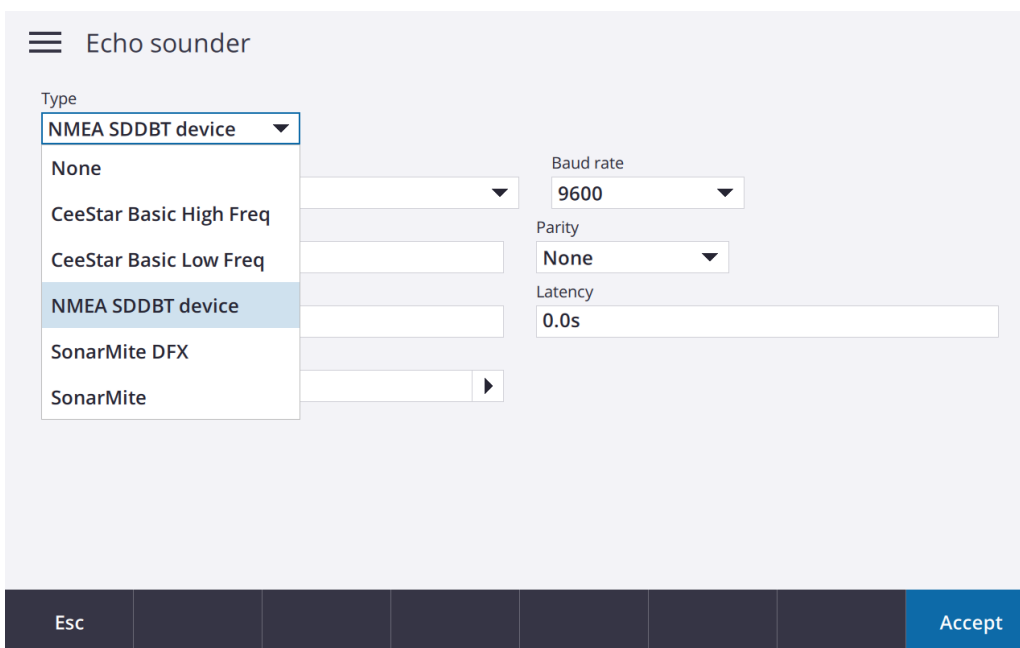 Echo sounder
Type
NMEA SDDBT device
None
CeeStar Basic High Freq
CeeStar Basic Low Freq
NMEA SDDBT device
SonarMite DFX
SonarMite
Baud rate
9600
Parity
None
Latency
0.0s
Esc
Accept